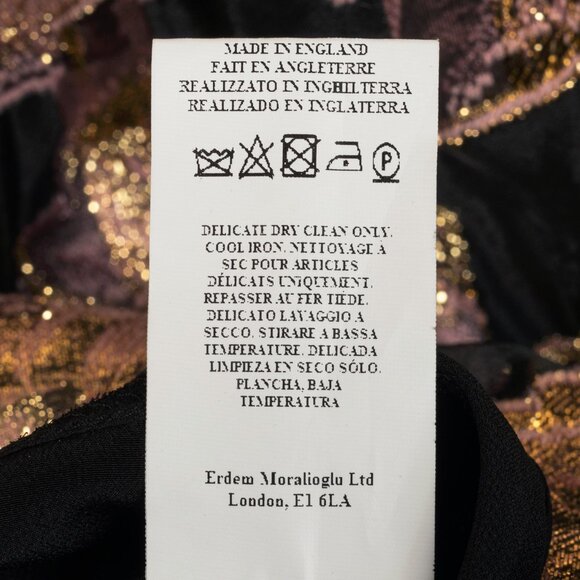 MADE IN ENGLAND
FAIT EN ANGLETERRE
REALIZZATO IN INGHILTERRA
REALIZADO EN INGLATERRA
P
DELICATE DRY CLEAN ONLY.
COOL IRON. NETTOYAGE À
SEC POUR ARTICLES
DÉLICATS UNIQUEMENT.
REPASSER AU FER TIÈDE.
DELICATO LAVAGGIO A
SECCO. STIRARE A BASSA
TEMPERATURE. DELICADA
LIMPIEZA EN SECO SÓLO.
PLANCHA, BAJA
TEMPERATURA
Erdem Moralioglu Ltd
London, E1 6LA